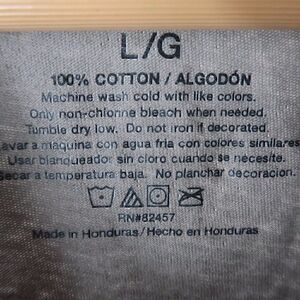 L/G
100% COTTON / ALGODÓN
Machine wash cold with like colors.
Only non-chlorine bleach when needed.
Tumble dry low. Do not iron if decorated.
avar a maquina con agua fria con colores similares
Usar blanqueador sin cloro cuando se necesite.
Secar a temperatura baja. No planchar decoracion.
RN#82457
Made in Honduras/Hecho en Honduras